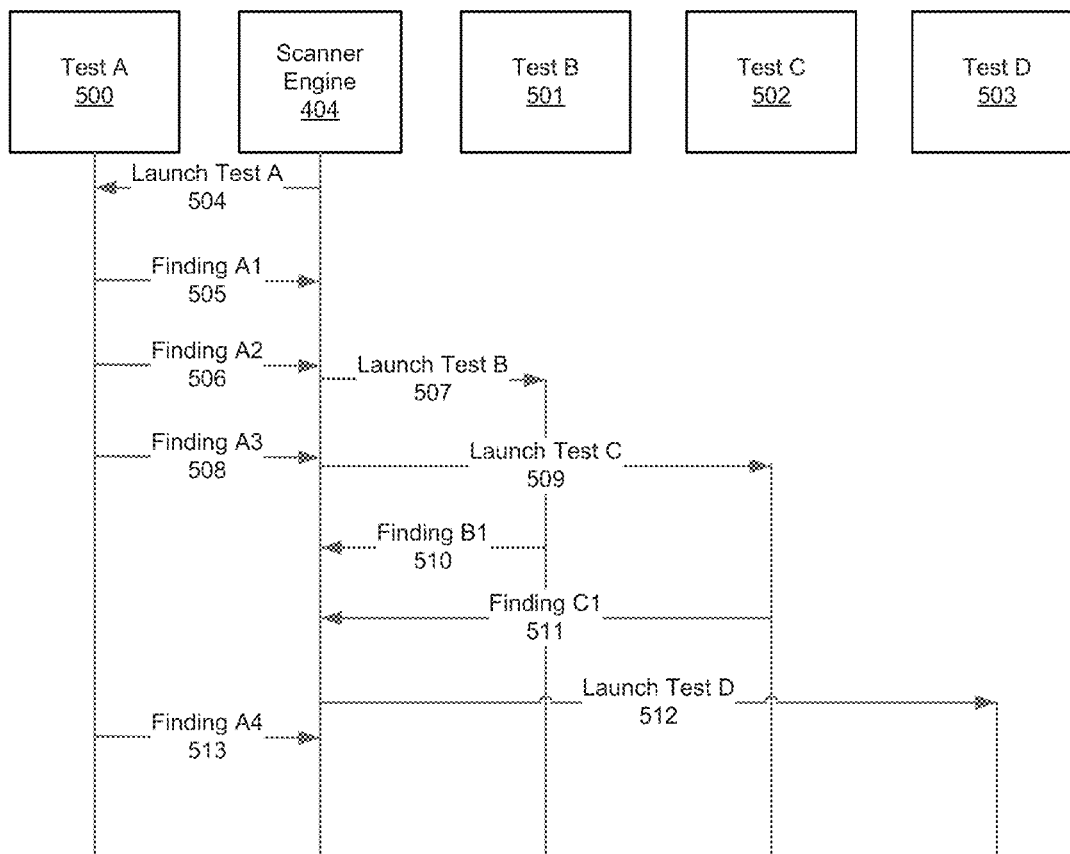 Test A
500
Scanner
Engine
404
Test B
501
Test C
502
Test D
503
Launch Test A
504
Finding A1
505
Finding A2
506
Launch Test B
507
Finding A3
508
Launch Test C
509
Finding B1
510
Finding C1
511
Launch Test D
512
Finding A4
513